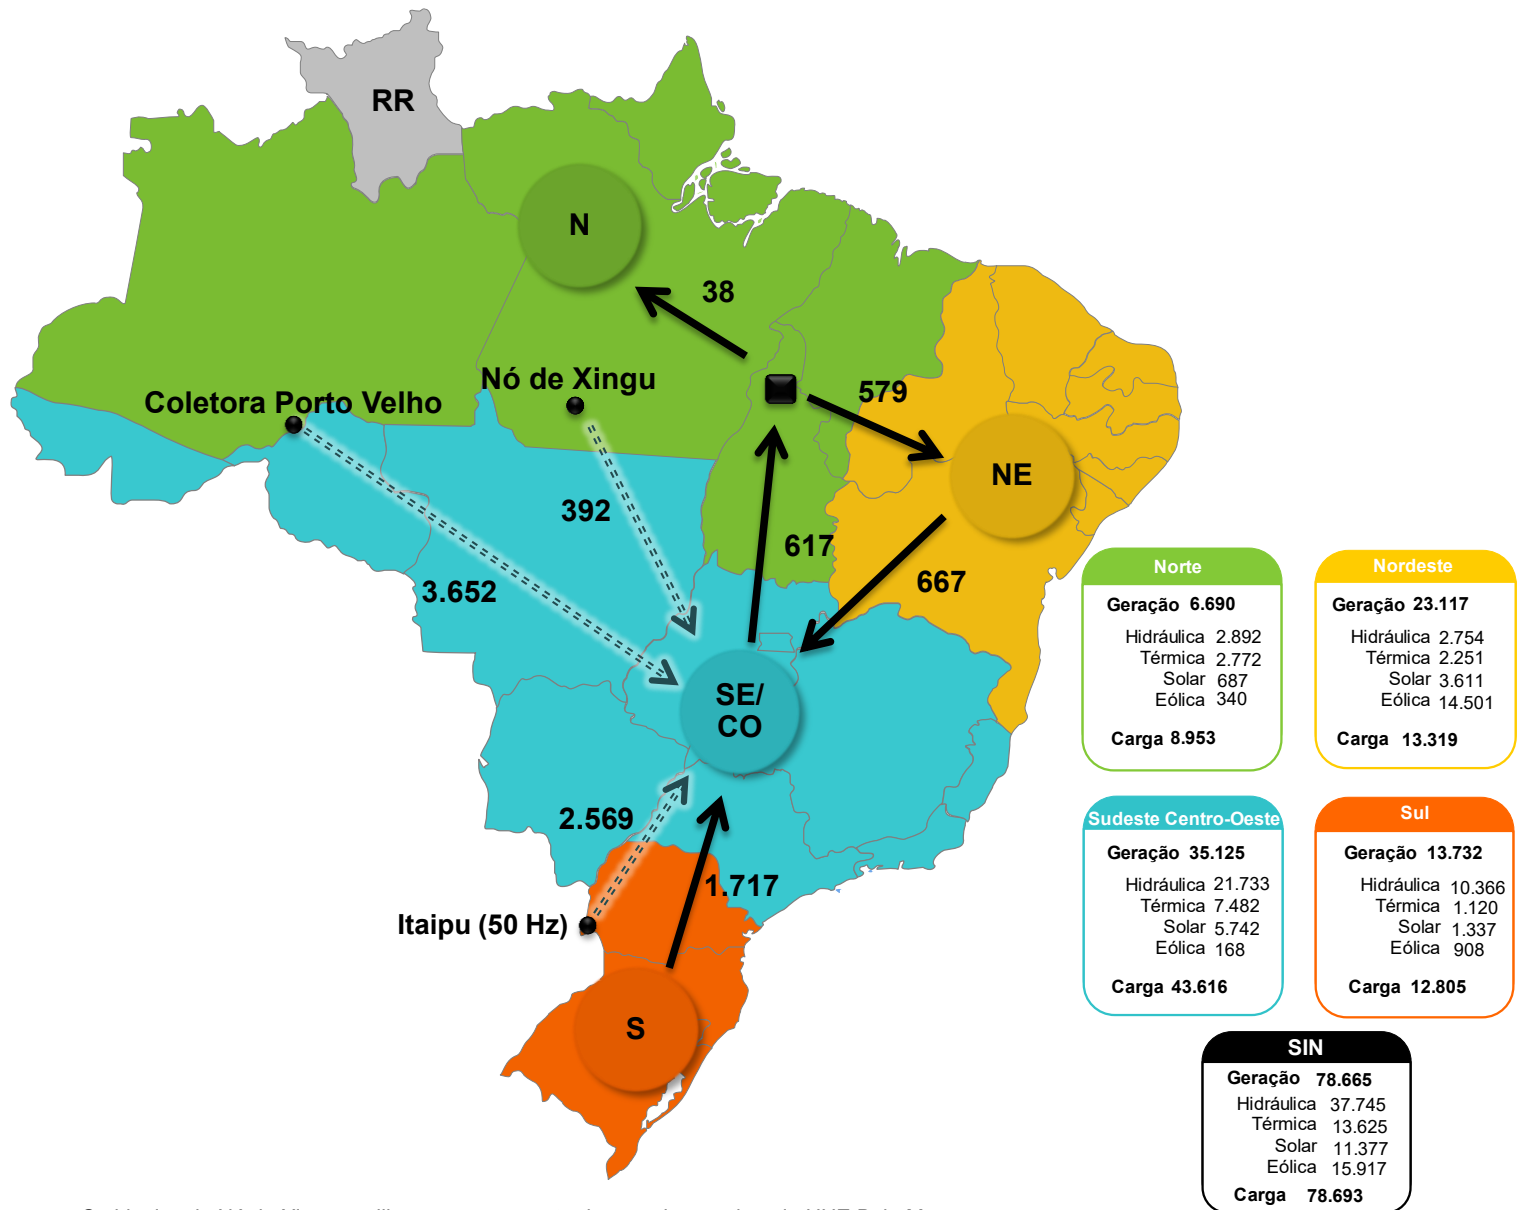 RR
N
38
Nó de Xingu
579
Coletora Porto Velho
NE
392
617
3.652
667
SE/
CO
2.569
1.717
Itaipu (50 Hz)
S
Norte
Geração 6.690
Hidráulica 2.892
Térmica 2.772
Solar 687
Eólica 340
Carga 8.953
Nordeste
Geração 23.117
Hidráulica 2.754
Térmica 2.251
Solar 3.611
Eólica 14.501
Carga 13.319
Sudeste Centro-Oeste
Geração 35.125
Hidráulica 21.733
Térmica 7.482
Solar 5.742
Eólica 168
Carga 43.616
Sul
Geração 13.732
Hidráulica 10.366
Térmica 1.120
Solar 1.337
Eólica 908
Carga 12.805
SIN
Geração 78.665
Hidráulica 37.745
Térmica 13.625
Solar 11.377
Eólica 15.917
Carga 78.693